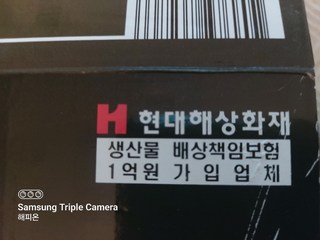 H 현대해상화재
생산물 배상책임보험
1억원 가입업체
Samsung Triple Camera
해피온